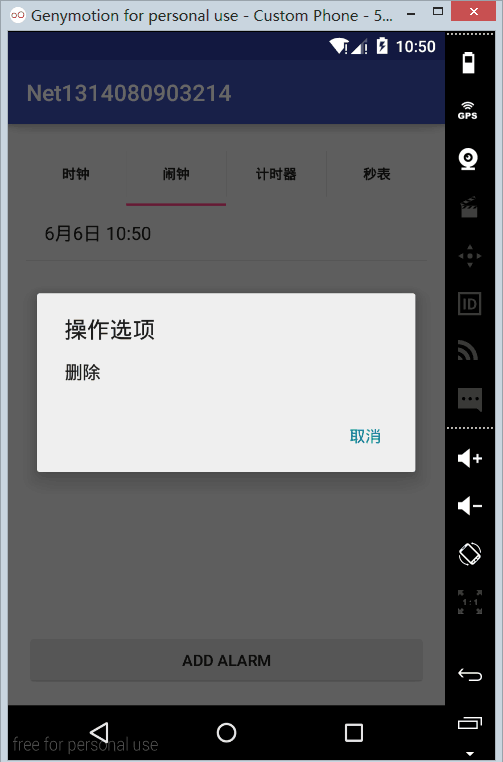 Genymotion for personal use - Custom Phone - 5...
10:50
Net1314080903214
GPS
时钟 闹钟 计时器 秒表
6月6日 10:50
ID
操作选项
删除
取消
1:1
ADD ALARM
free for personal use